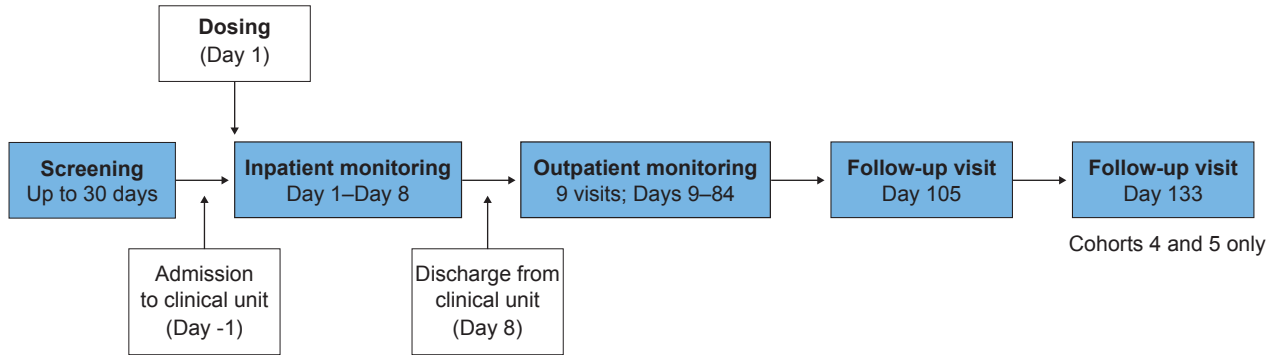 Dosing
(Day 1)
Screening
Up to 30 days
Inpatient monitoring
Day 1–Day 8
Outpatient monitoring
9 visits; Days 9–84
Follow-up visit
Day 105
Follow-up visit
Day 133
Cohorts 4 and 5 only
Admission
to clinical unit
(Day -1)
Discharge from
clinical unit
(Day 8)